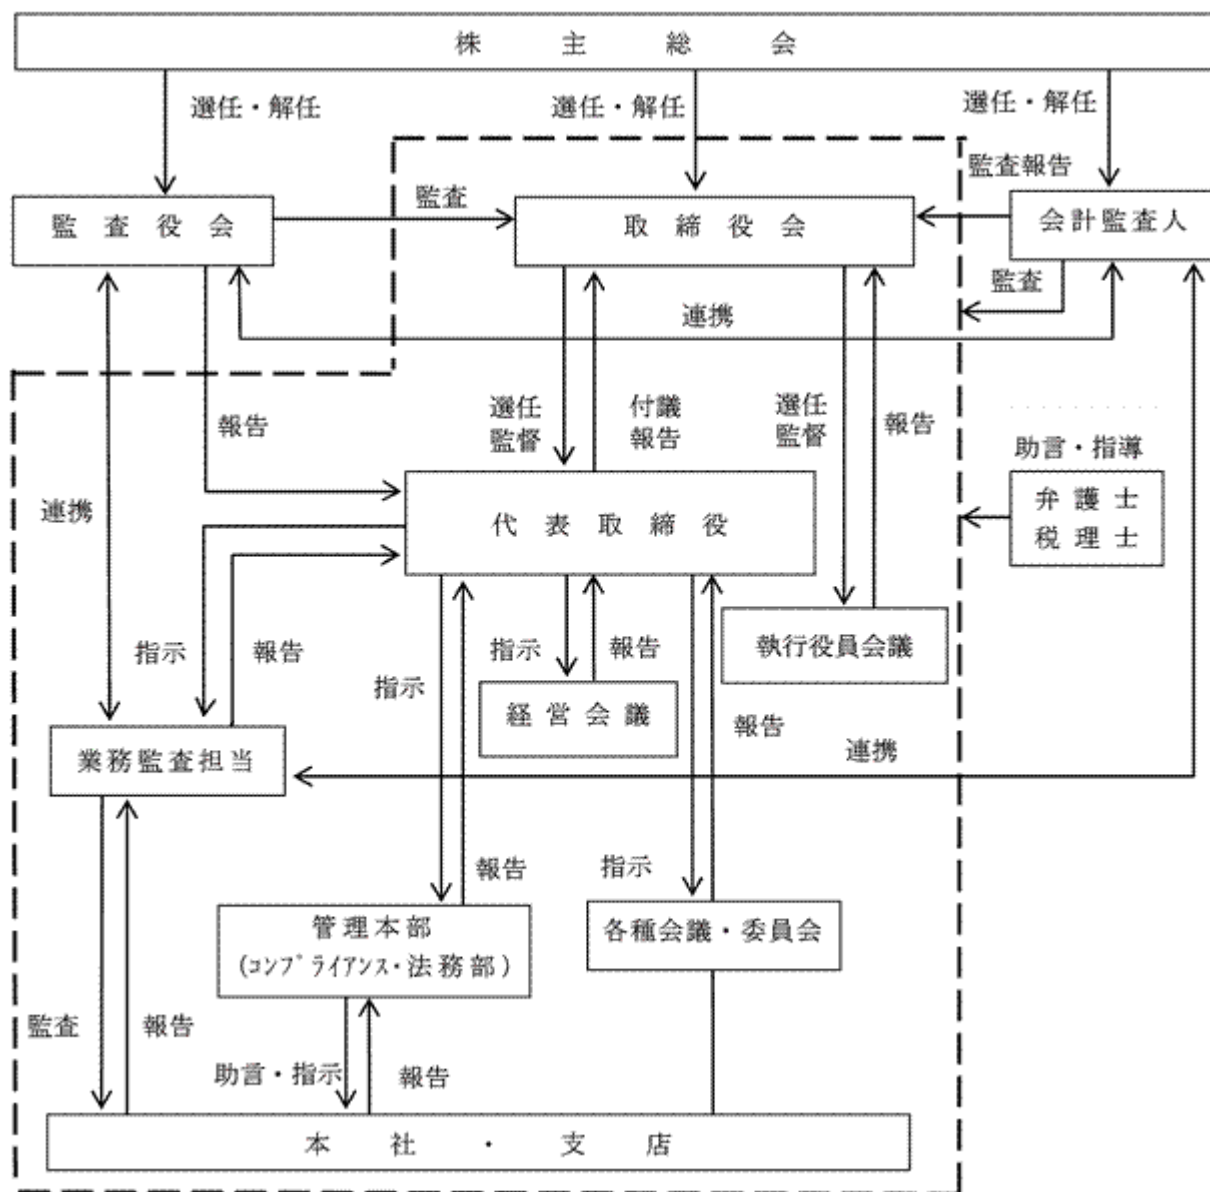 株主総会
選任・解任
選任・解任
選任・解任
監査報告
監査
監査役会
取締役会
会計監査人
監査
連携
選任
監督
付議
報告
選任
監督
報告
報告
助言・指導
弁護士
税理士
連携
代表取締役
指示
報告
指示
指示
報告
執行役員会議
経営会議
報告
業務監査担当
連携
報告
指示
管理本部
(ｺﾝﾌﾟﾗｲｱﾝｽ・法務部)
各種会議・委員会
監査
報告
助言・指示
報告
本社・支店